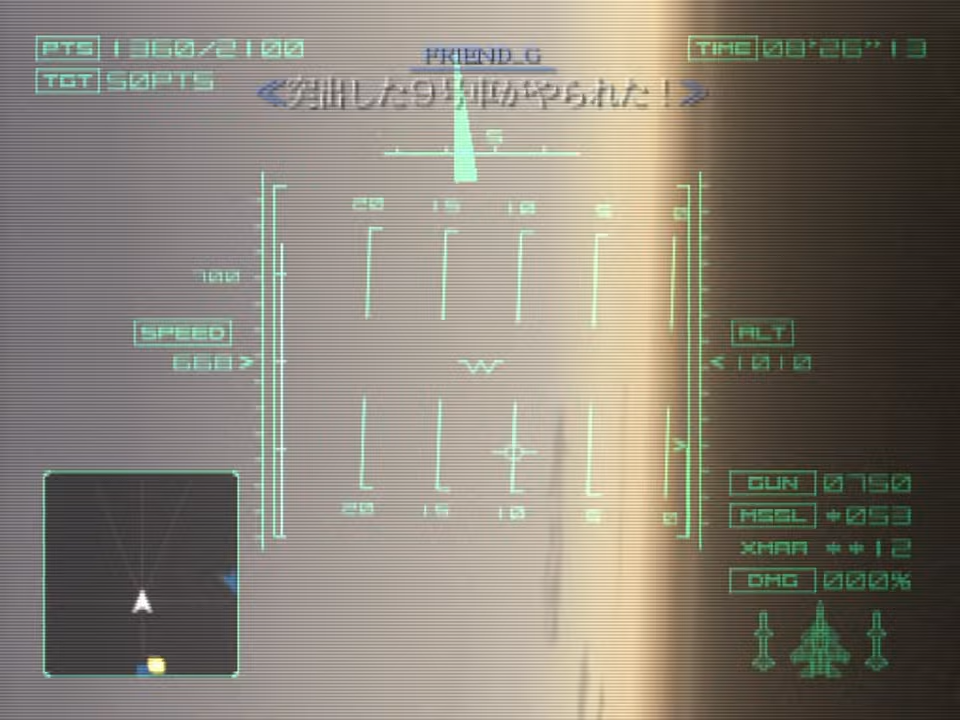 PTS 1360/2100
FRIEND_G
TIME 08'26"13
TGT 50PTS
≪突出した9号車がやられた！≫
S
20 15 10 5 0
700
SPEED
668>
ALT
<1010
20 15 10 5 0
GUN 0750
MSSL *053
XMAA **12
DMG 000%